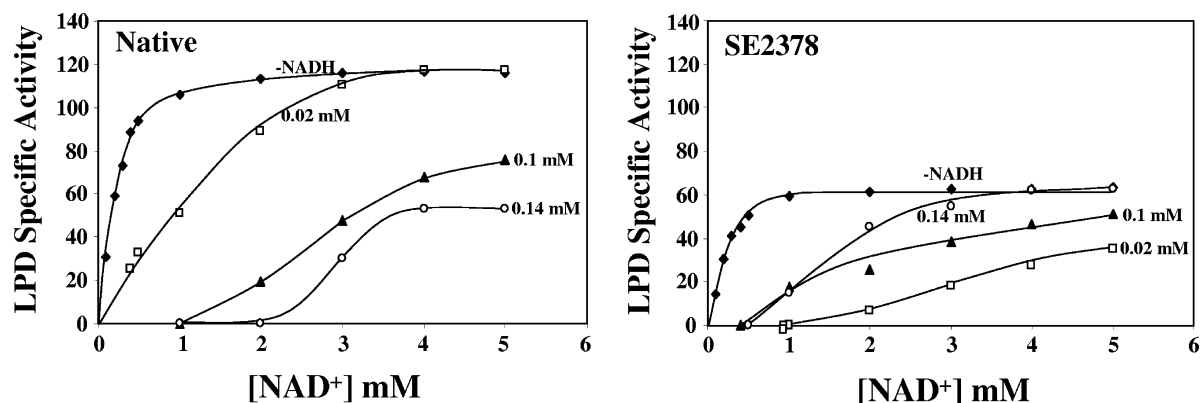 Native
LPD Specific Activity
140
120
100
80
60
40
20
0
-NADH
0.02 mM
0.1 mM
0.14 mM
0 1 2 3 4 5 6
[NAD+] mM
SE2378
LPD Specific Activity
140
120
100
80
60
40
20
0
-NADH
0.14 mM
0.1 mM
0.02 mM
0 1 2 3 4 5 6
[NAD+] mM